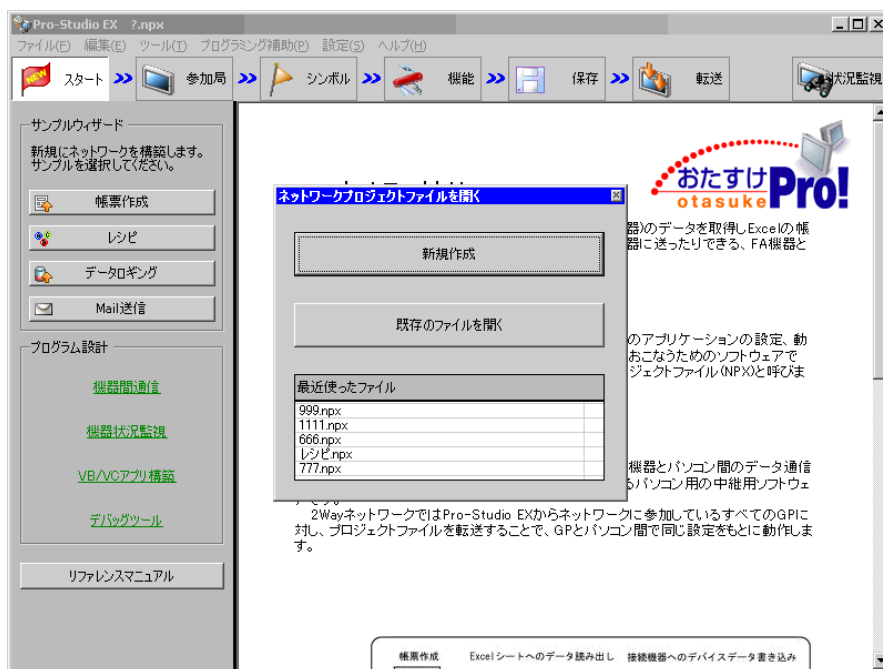 Pro-Studio EX ?.npx
ファイル(F) 編集(E) ツール(T) プログラミング補助(P) 設定(S) ヘルプ(H)
NEW スタート 参加局 シンボル 機能 保存 転送 状況監視
サンプルウィザード
新規にネットワークを構築します。
サンプルを選択してください。
帳票作成
レシピ
データロギング
Mail送信
プログラム設計
機器間通信
機器状況監視
VB/VCアプリ構築
デバッグツール
リファレンスマニュアル
おたすけPro!
otasuke
器)のデータを取得しExcelの帳
器に送ったりできる、FA機器と
のアプリケーションの設定、動
おこなうためのソフトウェアで
ジェクトファイル(NPX)と呼びま
機器とパソコン間のデータ通信
るパソコン用の中継用ソフトウェ
アです。
2WayネットワークではPro-Studio EXからネットワークに参加しているすべてのGPに
対し、プロジェクトファイルを転送することで、GPとパソコン間で同じ設定をもとに動作しま
す。
帳票作成 Excelシートへのデータ読み出し 接続機器へのデバイスデータ書き込み
ネットワークプロジェクトファイルを開く
新規作成
既存のファイルを開く
最近使ったファイル
999.npx
1111.npx
666.npx
レシピ.npx
777.npx